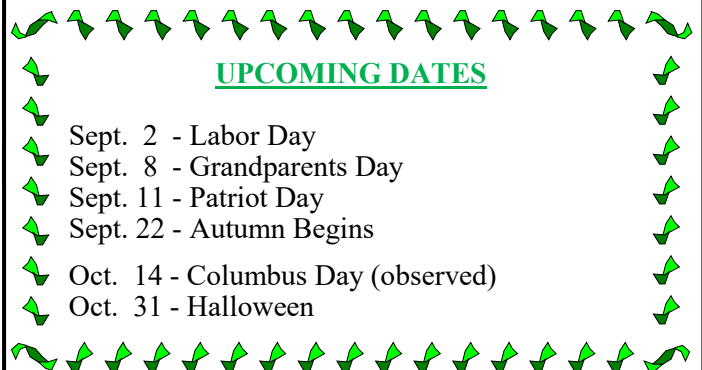 UPCOMING DATES
Sept. 2 - Labor Day
Sept. 8 - Grandparents Day
Sept. 11 - Patriot Day
Sept. 22 - Autumn Begins
Oct. 14 - Columbus Day (observed)
Oct. 31 - Halloween